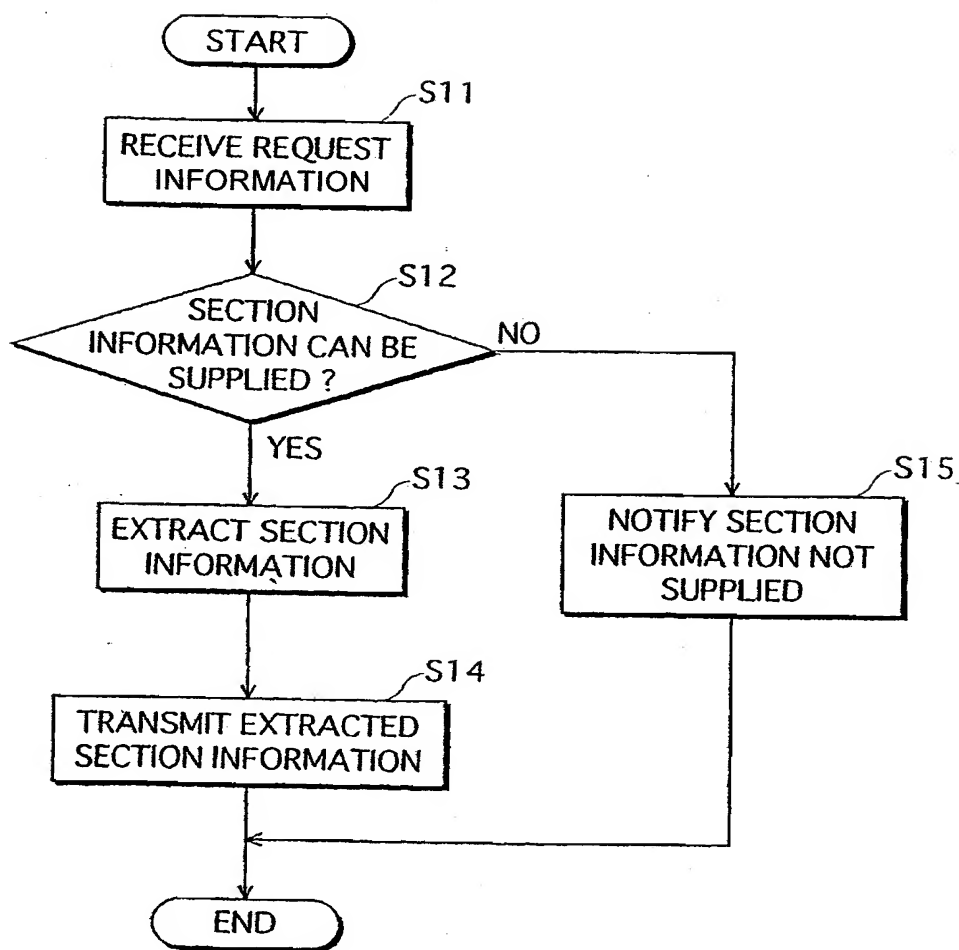 START
S11
RECEIVE REQUEST
INFORMATION
S12
SECTION
INFORMATION CAN BE
SUPPLIED ?
NO
YES
S13
EXTRACT SECTION
INFORMATION
S15
NOTIFY SECTION
INFORMATION NOT
SUPPLIED
S14
TRANSMIT EXTRACTED
SECTION INFORMATION
END